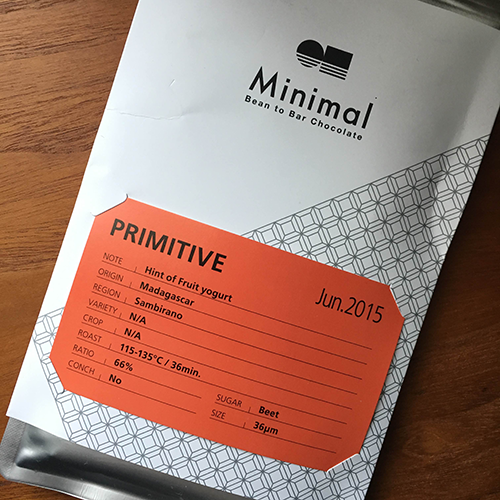 Minimal
Bean to Bar Chocolate
PRIMITIVE
Jun.2015
NOTE Hint of Fruit yogurt
ORIGIN Madagascar
REGION Sambirano
VARIETY N/A
CROP N/A
ROAST 115-135°C / 36min.
RATIO 66%
CONCH No
SUGAR Beet
SIZE 36μm